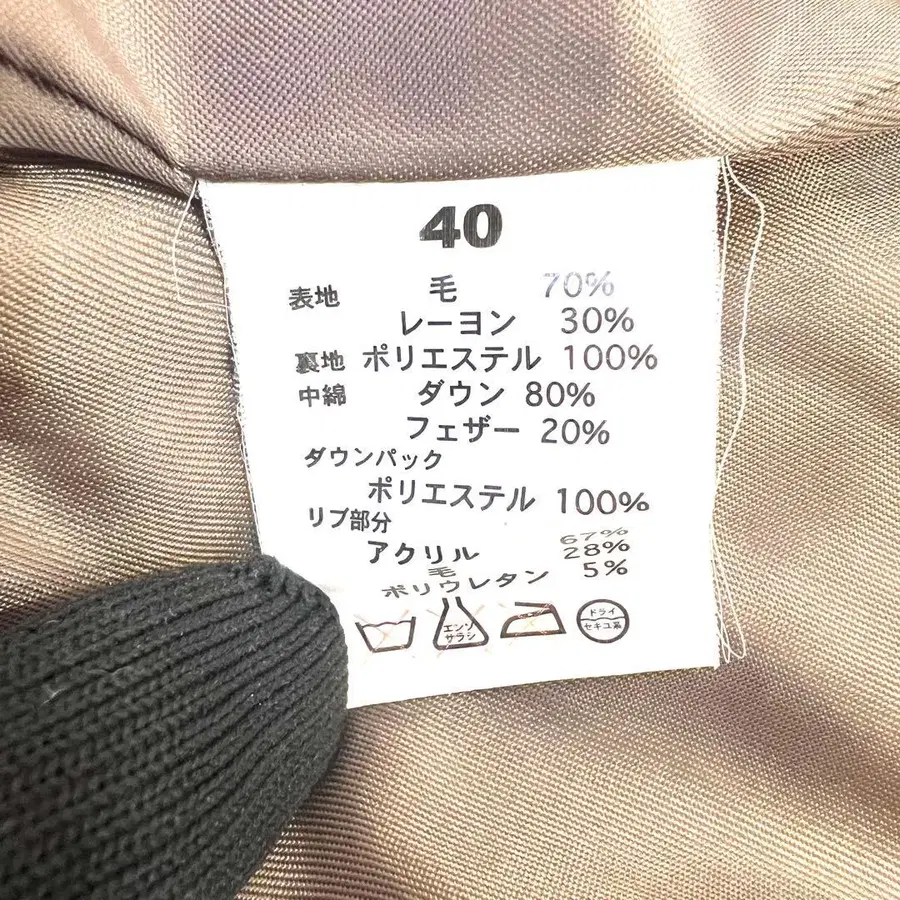 40
表地 毛 70%
レーヨン 30%
裏地 ポリエステル 100%
中綿 ダウン 80%
フェザー 20%
ダウンパック
ポリエステル 100%
リブ部分
アクリル 67%
毛 28%
ポリウレタン 5%
エンソ
サラシ
ドライ
セキユ系